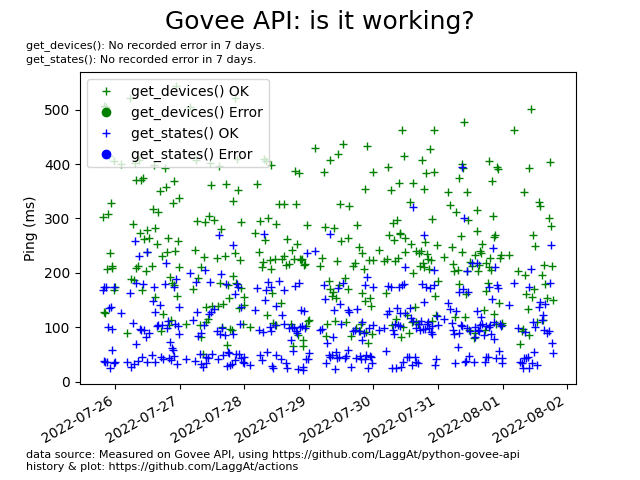 Govee API: is it working?
get_devices(): No recorded error in 7 days.
get_states(): No recorded error in 7 days.
get_devices() OK
get_devices() Error
get_states() OK
get_states() Error
Ping (ms)
500
400
300
200
100
0
2022-07-26
2022-07-27
2022-07-28
2022-07-29
2022-07-30
2022-07-31
2022-08-01
2022-08-02
data source: Measured on Govee API, using https://github.com/LaggAt/python-govee-api
history & plot: https://github.com/LaggAt/actions